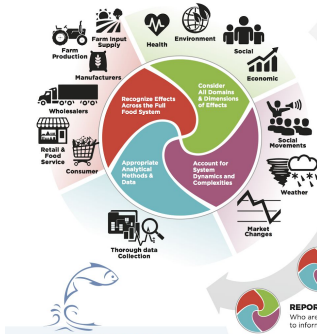 Farm Input
Supply
Farm
Production
Manufacturers
Wholesalers
Retail &
Food
Service
Consumer
Health
Environment
Social
Economic
Recognize Effects
Across the Full
Food System
Consider
All Domains
& Dimensions
of Effects
Appropriate
Analytical
Methods &
Data
Account for
System
Dynamics and
Complexities
Social
Movements
Weather
Market
Changes
Thorough data
Collection
REPOR
Who are
to inform